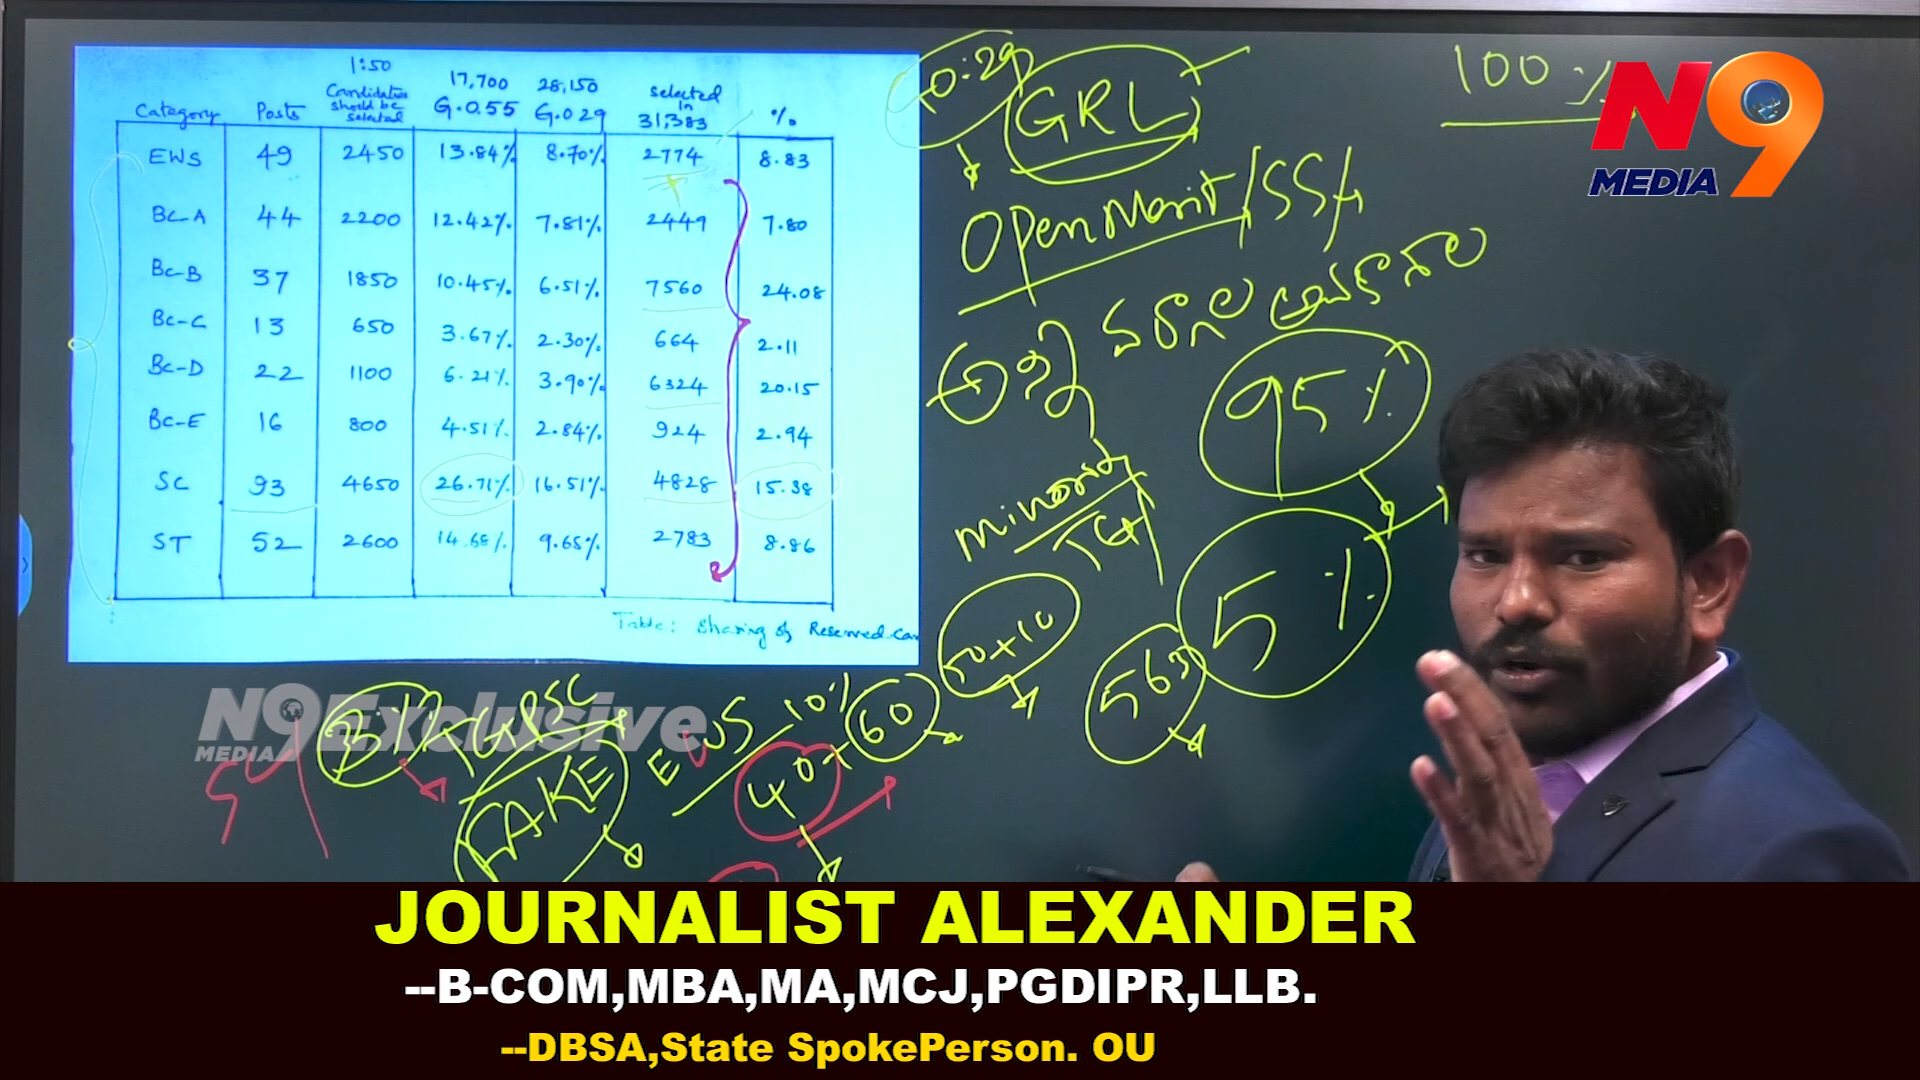 1:50
Candidates should be selected
17,700
28,150
selected in 31,383
Category Posts G.O 55 G.O 29 %
EWS 49 2450 13.84% 8.70% 2774 8.83
BC-A 44 2200 12.42% 7.81% 2449 7.80
BC-B 37 1850 10.45% 6.51% 7560 24.08
BC-C 13 650 3.67% 2.30% 664 2.11
BC-D 22 1100 6.21% 3.90% 6324 20.15
BC-E 16 800 4.51% 2.84% 924 2.94
SC 93 4650 26.71% 16.51% 4828 15.38
ST 52 2600 14.68% 9.65% 2783 8.86
Table: Sharing of Reserved
GRL
100 %
N9
MEDIA
Open Merit/
అన్ని వర్గాల
95%
minority
5%
50+10
563
N9 Exclusive
MEDIA
FAKE
EWS 10%
40+60
JOURNALIST ALEXANDER
--B-COM,MBA,MA,MCJ,PGDIPR,LLB.
--DBSA,State SpokePerson. OU